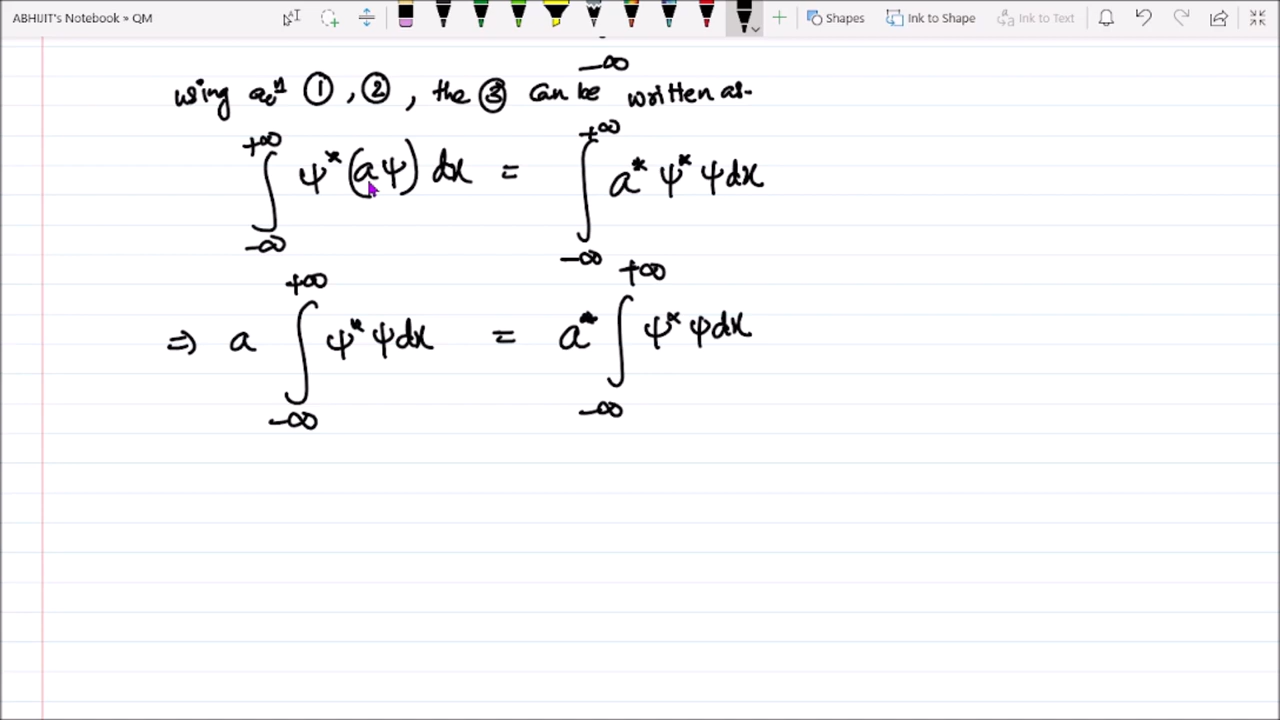 ABHIJIT's Notebook » QM
Shapes Ink to Shape Ink to Text
−∞
using ①, ②, the ③ can be written as-
+∞ +∞
∫ ψ* (aψ) dx = ∫ a* ψ* ψ dx
−∞ −∞
+∞ +∞
⇒ a ∫ ψ* ψ dx = a* ∫ ψ* ψ dx
−∞ −∞